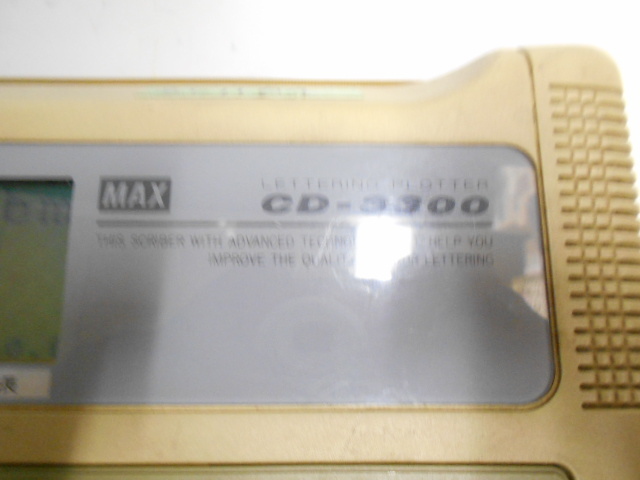 LETTERING PLOTTER
MAX
CD-3300
THIS SCRIBER WITH ADVANCED HELP YOU
IMPROVE THE LETTERING